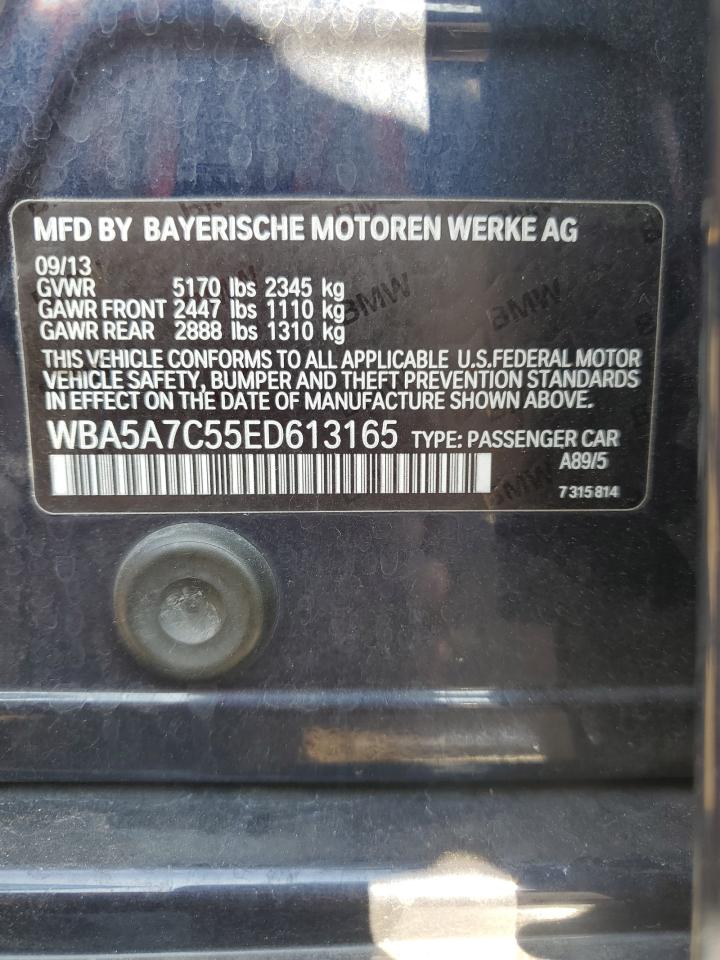 MFD BY BAYERISCHE MOTOREN WERKE AG
09/13
GVWR 5170 lbs 2345 kg
GAWR FRONT 2447 lbs 1110 kg
GAWR REAR 2888 lbs 1310 kg
THIS VEHICLE CONFORMS TO ALL APPLICABLE U.S.FEDERAL MOTOR
VEHICLE SAFETY, BUMPER AND THEFT PREVENTION STANDARDS
IN EFFECT ON THE DATE OF MANUFACTURE SHOWN ABOVE.
WBA5A7C55ED613165 TYPE: PASSENGER CAR
A89/5
7 315 814
BMW
BMW
BMW